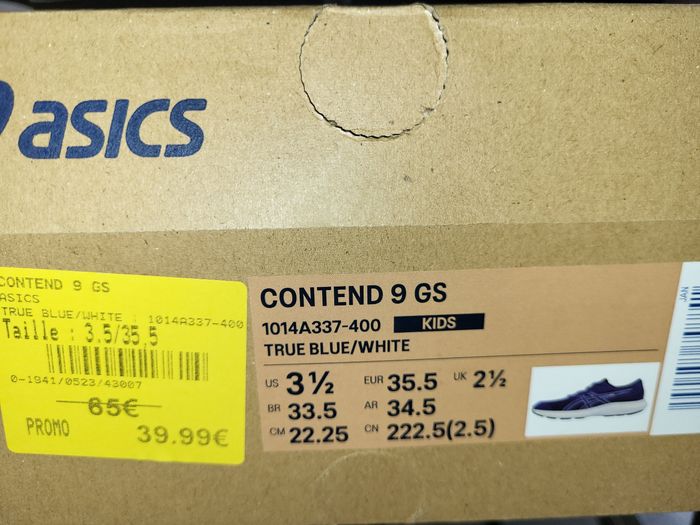 asics
CONTEND 9 GS
ASICS
TRUE BLUE/WHITE : 1014A337-400
Taille : 3.5/35,5
0-1941/0523/43007
65€
PROMO 39.99€
CONTEND 9 GS
1014A337-400 KIDS
TRUE BLUE/WHITE
US 3½ EUR 35.5 UK 2½
BR 33.5 AR 34.5
CM 22.25 CN 222.5(2.5)
JAN